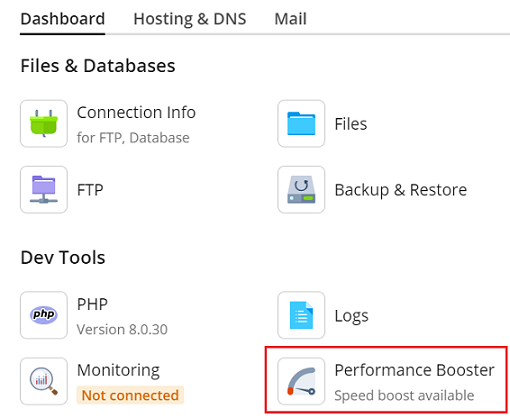 Dashboard Hosting & DNS Mail
Files & Databases
Connection Info
for FTP, Database
Files
FTP
Backup & Restore
Dev Tools
php
PHP
Version 8.0.30
Logs
Monitoring
Not connected
Performance Booster
Speed boost available